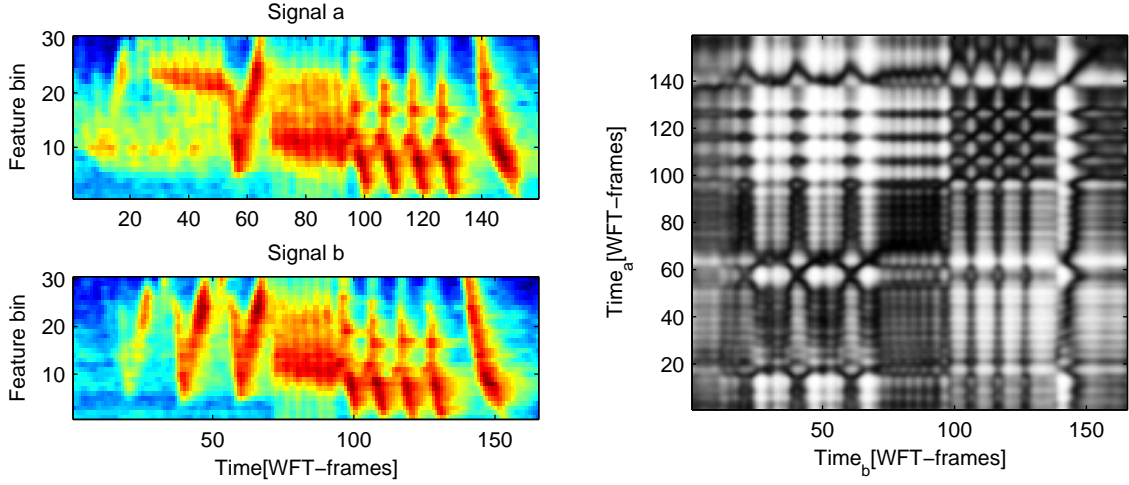 Signal a
Feature bin
30
20
10
20 40 60 80 100 120 140
Signal b
Feature bin
30
20
10
50 100 150
Time[WFT−frames]
Time_a[WFT−frames]
140
120
100
80
60
40
20
50 100 150
Time_b[WFT−frames]